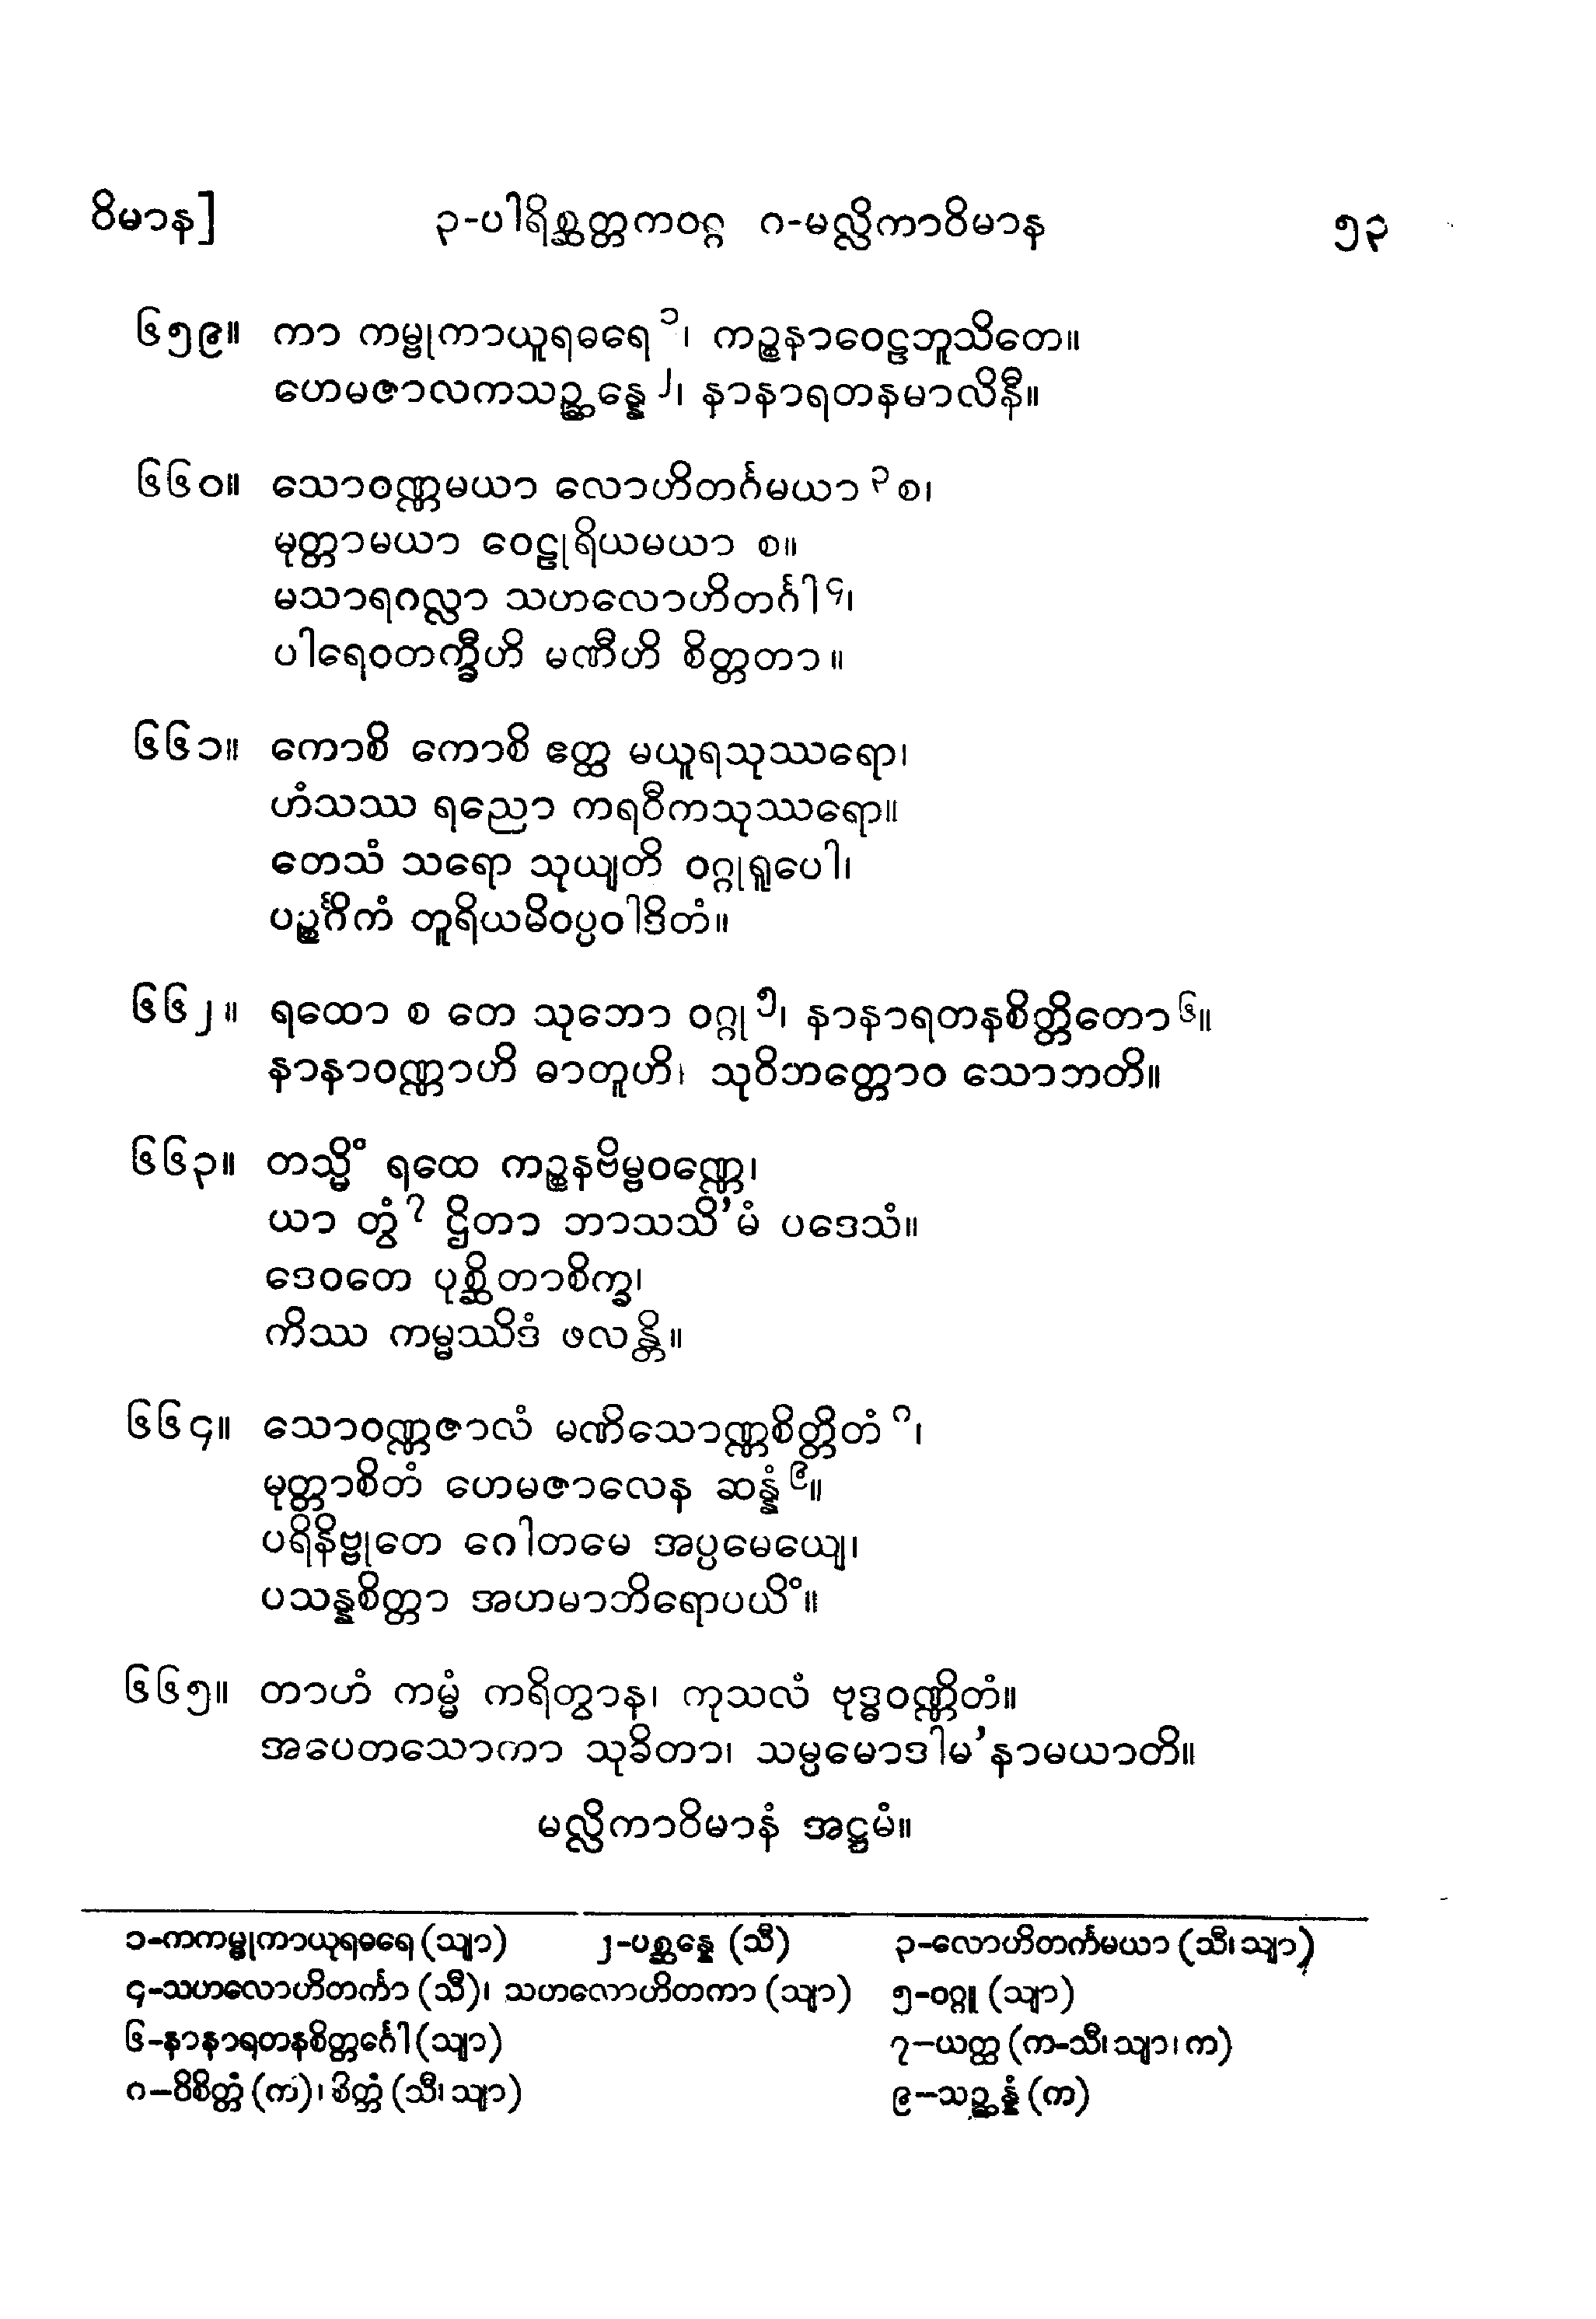 ဝိမာန]	၃-ပါရိစ္ဆတ္တကဝဂ္ဂ ၈-မလ္လိကာဝိမာန	၅၃
၆၅၉။ ကာ ကမ္ဗုကာယူရဓရေ ၁၊ ကဉ္စနာဝေဠဘူသိတေ။
ဟေမဇာလကသဉ္ဆန္နေ ၂၊ နာနာရတနမာလိနီ။
၆၆၀။ သောဝဏ္ဏမယာ လောဟိတင်္ဂမယာ ၃ စ၊
မုတ္တာမယာ ဝေဠုရိယမယာ စ။
မသာရဂလ္လာ သဟလောဟိတင်္ဂါ ၄၊
ပါရေဝတက္ခီဟိ မဏီဟိ စိတ္တတာ။
၆၆၁။ ကောစိ ကောစိ ဧတ္ထ မယူရသုဿရော၊
ဟံသဿ ရညော ကရဝီကသုဿရော။
တေသံ သရော သုယျတိ ဝဂ္ဂုရူပေါ၊
ပဉ္စင်္ဂိကံ တူရိယမိဝပ္ပဝါဒိတံ။
၆၆၂။ ရထော စ တေ သုဘော ဝဂ္ဂု ၅၊ နာနာရတနစိတ္တိတော ၆။
နာနာဝဏ္ဏာဟိ ဓာတူဟိ၊ သုဝိဘတ္တောဝ သောဘတိ။
၆၆၃။ တသ္မိံ ရထေ ကဉ္စနဗိမ္ဗဝဏ္ဏေ၊
ယာ တွံ ၇ ဌိတာ ဘာသသိ’မံ ပဒေသံ။
ဒေဝတေ ပုစ္ဆိတာစိက္ခ၊
ကိဿ ကမ္မဿိဒံ ဖလန္တိ။
၆၆၄။ သောဝဏ္ဏဇာလံ မဏိသောဏ္ဏစိတ္တိတံ ၈၊
မုတ္တာစိတံ ဟေမဇာလေန ဆန္နံ ၉။
ပရိနိဗ္ဗုတေ ဂေါတမေ အပ္ပမေယျေ၊
ပသန္နစိတ္တာ အဟမာဘိရောပယိံ။
၆၆၅။ တာဟံ ကမ္မံ ကရိတွာန၊ ကုသလံ ဗုဒ္ဓဝဏ္ဏိတံ။
အပေတသောကာ သုခိတာ၊ သမ္ပမောဒါမ’နာမယာတိ။
မလ္လိကာဝိမာနံ အဋ္ဌမံ။
၁-ကကမ္ဗုကာယုရဓရေ (သျာ)	၂-ပစ္ဆန္နေ (သီ)	၃-လောဟိတင်္ကမယာ (သီ၊ သျာ)
၄-သဟလောဟိတင်္ကာ (သီ)၊ သဟလောဟိတကာ (သျာ)	၅-ဝဂ္ဂူ (သျာ)
၆-နာနာရတနစိတ္တင်္ဂေါ (သျာ)	၇-ယတ္ထ (က-သီ၊ သျာ၊ က)
၈-ဝိစိတ္တံ (က)၊ စိတ္တံ (သီ၊ သျာ)	၉-သဉ္ဆန္နံ (က)